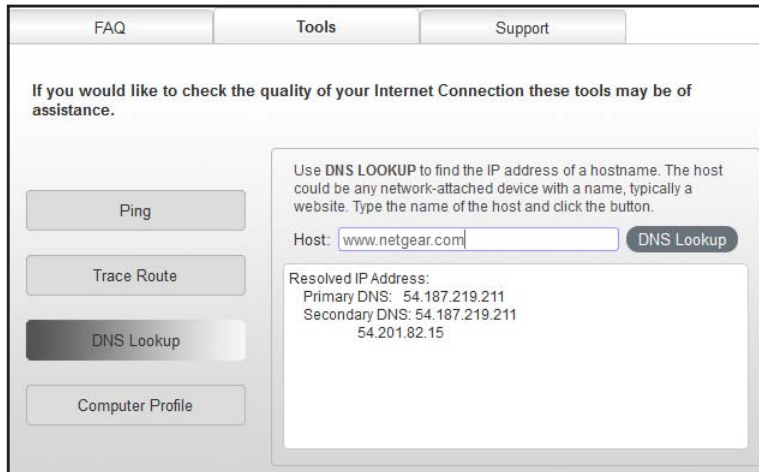 FAQ Tools Support
If you would like to check the quality of your Internet Connection these tools may be of
assistance.
Ping
Trace Route
DNS Lookup
Computer Profile
Use DNS LOOKUP to find the IP address of a hostname. The host
could be any network-attached device with a name, typically a
website. Type the name of the host and click the button.
Host: www.netgear.com DNS Lookup
Resolved IP Address:
Primary DNS: 54.187.219.211
Secondary DNS: 54.187.219.211
54.201.82.15